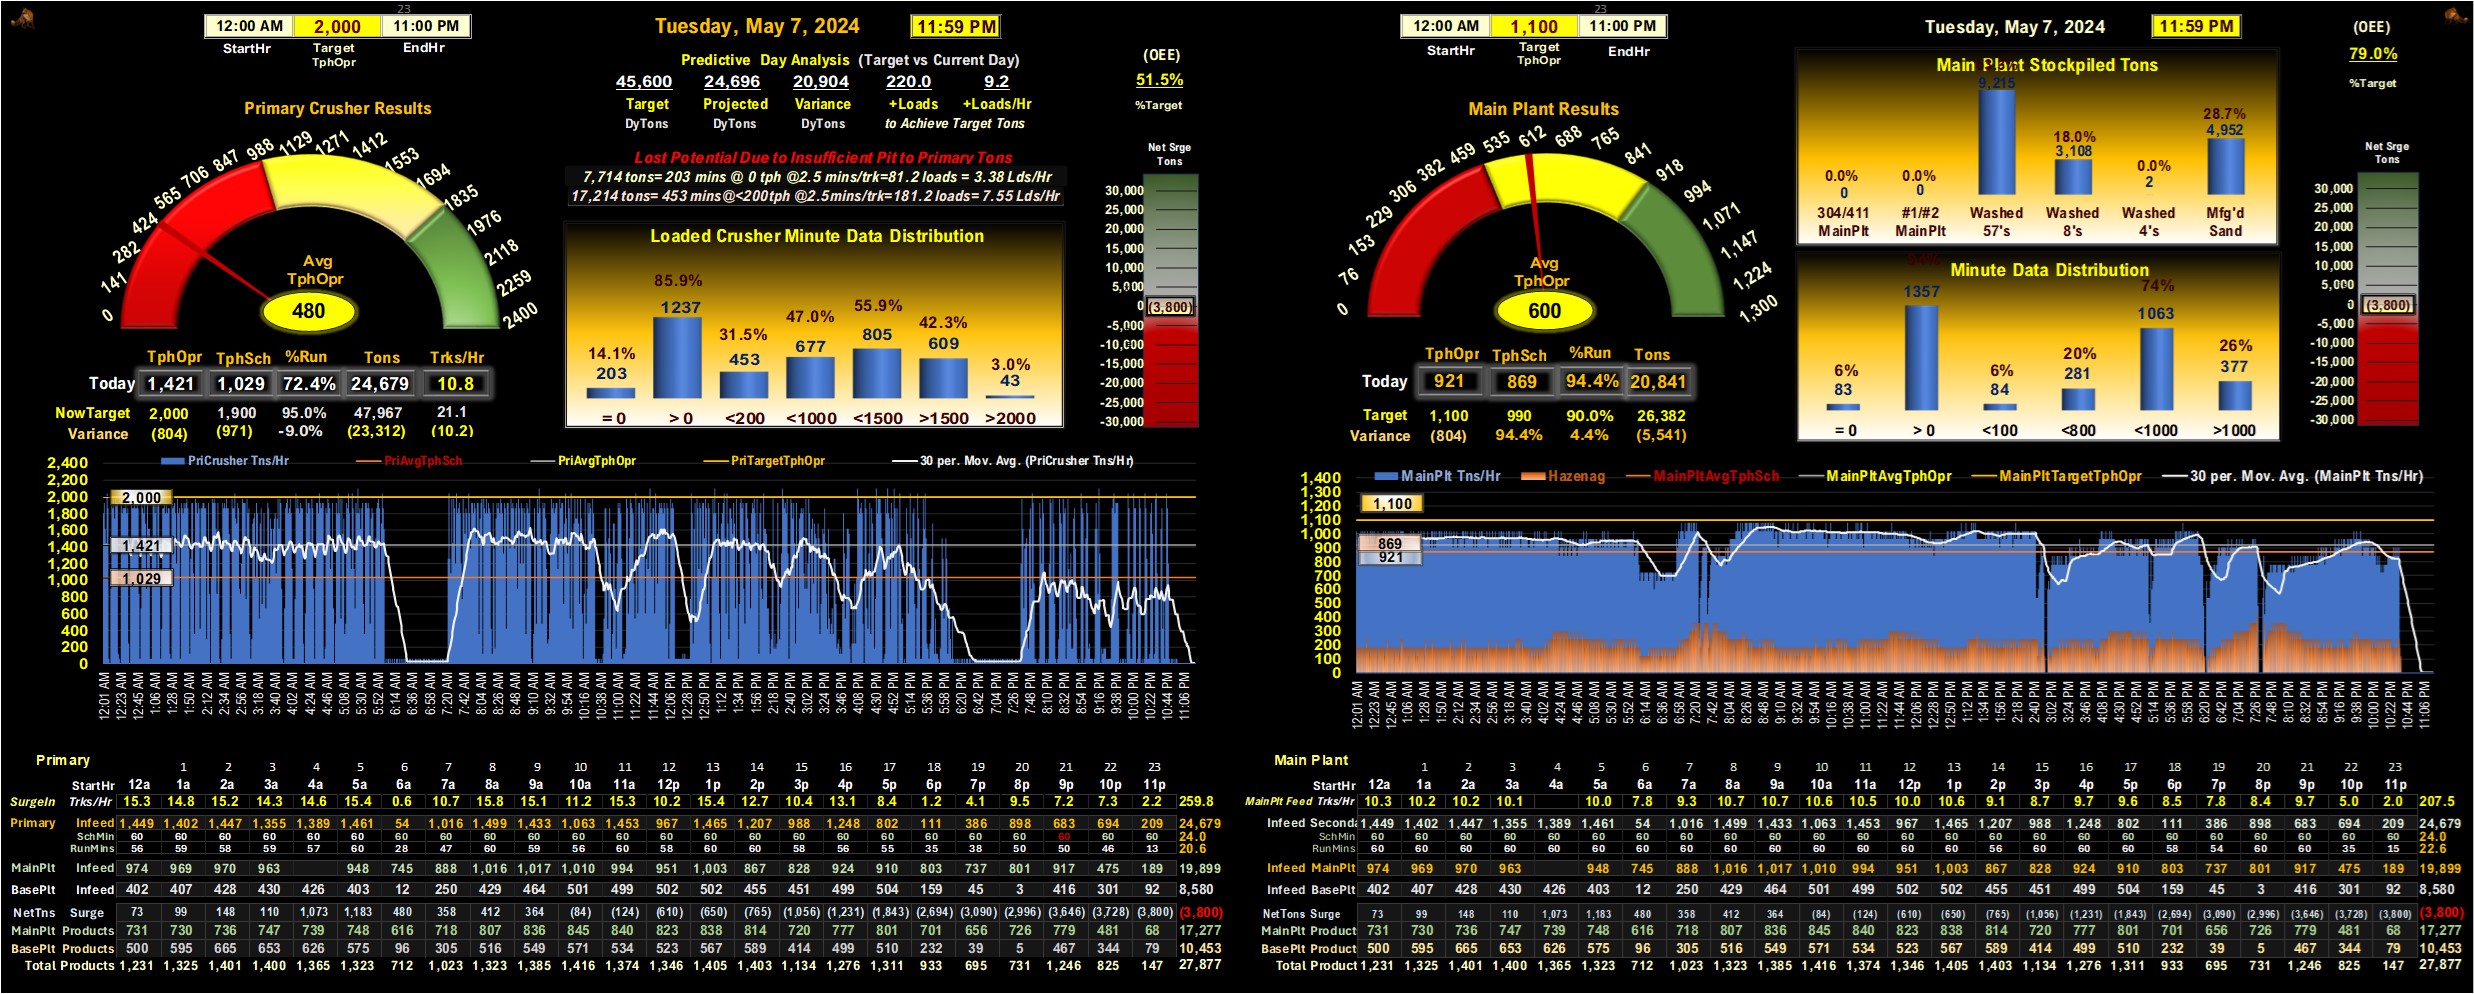 23
12:00 AM 2,000 11:00 PM
StartHr Target TphOpr EndHr
Tuesday, May 7, 2024 11:59 PM
Predictive Day Analysis (Target vs Current Day)
45,600 24,696 20,904 220.0 9.2
Target Projected Variance +Loads +Loads/Hr
DyTons DyTons DyTons to Achieve Target Tons
(OEE)
51.5%
%Target
Primary Crusher Results
0 141 282 424 565 706 847 988 1129 1271 1412 1553 1694 1835 1976 2118 2259 2400
Avg
TphOpr
480
Lost Potential Due to Insufficient Pit to Primary Tons
7,714 tons= 203 mins @ 0 tph @2.5 mins/trk=81.2 loads = 3.38 Lds/Hr
17,214 tons= 453 mins@<200tph @2.5mins/trk=181.2 loads= 7.55 Lds/Hr
Loaded Crusher Minute Data Distribution
14.1% 85.9% 31.5% 47.0% 55.9% 42.3% 3.0%
203 1237 453 677 805 609 43
= 0 > 0 <200 <1000 <1500 >1500 >2000
Net Srge
Tons
30,000
25,000
20,000
15,000
10,000
5,000
0 (3,800)
-5,000
-10,000
-15,000
-20,000
-25,000
-30,000
TphOpr TphSch %Run Tons Trks/Hr
Today 1,421 1,029 72.4% 24,679 10.8
NowTarget 2,000 1,900 95.0% 47,967 21.1
Variance (804) (971) -9.0% (23,312) (10.2)
PriCrusher Tns/Hr PriAvgTphSch PriAvgTphOpr PriTargetTphOpr 30 per. Mov. Avg. (PriCrusher Tns/Hr)
2,400
2,200
2,000
1,800
1,600
1,400
1,200
1,000
800
600
400
200
0
2,000
1,421
1,029
12:01 AM 12:23 AM 12:45 AM 1:06 AM 1:28 AM 1:50 AM 2:12 AM 2:34 AM 2:56 AM 3:18 AM 3:40 AM 4:02 AM 4:24 AM 4:46 AM 5:08 AM 5:30 AM 5:52 AM 6:14 AM 6:36 AM 6:58 AM 7:20 AM 7:42 AM 8:04 AM 8:26 AM 8:48 AM 9:10 AM 9:32 AM 9:54 AM 10:16 AM 10:38 AM 11:00 AM 11:22 AM 11:44 AM 12:06 PM 12:28 PM 12:50 PM 1:12 PM 1:34 PM 1:56 PM 2:18 PM 2:40 PM 3:02 PM 3:24 PM 3:46 PM 4:08 PM 4:30 PM 4:52 PM 5:14 PM 5:36 PM 5:58 PM 6:20 PM 6:42 PM 7:04 PM 7:26 PM 7:48 PM 8:10 PM 8:32 PM 8:54 PM 9:16 PM 9:38 PM 10:00 PM 10:22 PM 10:44 PM 11:06 PM
Primary
1 2 3 4 5 6 7 8 9 10 11 12 13 14 15 16 17 18 19 20 21 22 23
StartHr 12a 1a 2a 3a 4a 5a 6a 7a 8a 9a 10a 11a 12p 1p 2p 3p 4p 5p 6p 7p 8p 9p 10p 11p
SurgeIn Trks/Hr 15.3 14.8 15.2 14.3 14.6 15.4 0.6 10.7 15.8 15.1 11.2 15.3 10.2 15.4 12.7 10.4 13.1 8.4 1.2 4.1 9.5 7.2 7.3 2.2 259.8
Primary Infeed 1,449 1,402 1,447 1,355 1,389 1,461 54 1,016 1,499 1,433 1,063 1,453 967 1,465 1,207 988 1,248 802 111 386 898 683 694 209 24,679
SchMin 60 60 60 60 60 60 60 60 60 60 60 60 60 60 60 60 60 60 60 60 60 60 60 60 24.0
RunMins 56 59 58 59 57 60 28 47 60 59 56 60 58 60 60 58 56 55 35 38 50 50 46 13 20.6
MainPlt Infeed 974 969 970 963 948 745 888 1,016 1,017 1,010 994 951 1,003 867 828 924 910 803 737 801 917 475 189 19,899
BasePlt Infeed 402 407 428 430 426 403 12 250 429 464 501 499 502 502 455 451 499 504 159 45 3 416 301 92 8,580
NetTns Surge 73 99 148 110 1,073 1,183 480 358 412 364 (84) (124) (610) (650) (765) (1,056) (1,231) (1,843) (2,694) (3,090) (2,996) (3,646) (3,728) (3,800) (3,800)
MainPlt Products 731 730 736 747 739 748 616 718 807 836 845 840 823 838 814 720 777 801 701 656 726 779 481 68 17,277
BasePlt Products 500 595 665 653 626 575 96 305 516 549 571 534 523 567 589 414 499 510 232 39 5 467 344 79 10,453
Total Products 1,231 1,325 1,401 1,400 1,365 1,323 712 1,023 1,323 1,385 1,416 1,374 1,346 1,405 1,403 1,134 1,276 1,311 933 695 731 1,246 825 147 27,877
23
12:00 AM 1,100 11:00 PM
StartHr Target TphOpr EndHr
Tuesday, May 7, 2024 11:59 PM
(OEE)
79.0%
%Target
Main Plant Results
0 76 153 229 306 382 459 535 612 688 765 841 918 994 1,071 1,147 1,224 1,300
Avg
TphOpr
600
Main Plant Stockpiled Tons
0.0% 0.0% 18.0% 0.0% 28.7%
0 0 9,215 3,108 2 4,952
304/411 #1/#2 Washed Washed Washed Mfg'd
MainPlt MainPlt 57's 8's 4's Sand
Minute Data Distribution
6% 6% 20% 74% 26%
83 1357 84 281 1063 377
= 0 > 0 <100 <800 <1000 >1000
Net Srge
Tons
30,000
25,000
20,000
15,000
10,000
5,000
0 (3,800)
-5,000
-10,000
-15,000
-20,000
-25,000
-30,000
TphOpr TphSch %Run Tons
Today 921 869 94.4% 20,841
Target 1,100 990 90.0% 26,382
Variance (804) 94.4% 4.4% (5,541)
MainPlt Tns/Hr Hazenag MainPltAvgTphSch MainPltAvgTphOpr MainPltTargetTphOpr 30 per. Mov. Avg. (MainPlt Tns/Hr)
1,400
1,300
1,200
1,100
1,000
900
800
700
600
500
400
300
200
100
0
1,100
869
921
12:01 AM 12:23 AM 12:45 AM 1:06 AM 1:28 AM 1:50 AM 2:12 AM 2:34 AM 2:56 AM 3:18 AM 3:40 AM 4:02 AM 4:24 AM 4:46 AM 5:08 AM 5:30 AM 5:52 AM 6:14 AM 6:36 AM 6:58 AM 7:20 AM 7:42 AM 8:04 AM 8:26 AM 8:48 AM 9:10 AM 9:32 AM 9:54 AM 10:16 AM 10:38 AM 11:00 AM 11:22 AM 11:44 AM 12:06 PM 12:28 PM 12:50 PM 1:12 PM 1:34 PM 1:56 PM 2:18 PM 2:40 PM 3:02 PM 3:24 PM 3:46 PM 4:08 PM 4:30 PM 4:52 PM 5:14 PM 5:36 PM 5:58 PM 6:20 PM 6:42 PM 7:04 PM 7:26 PM 7:48 PM 8:10 PM 8:32 PM 8:54 PM 9:16 PM 9:38 PM 10:00 PM 10:22 PM 10:44 PM 11:06 PM
Main Plant
1 2 3 4 5 6 7 8 9 10 11 12 13 14 15 16 17 18 19 20 21 22 23
StartHr 12a 1a 2a 3a 4a 5a 6a 7a 8a 9a 10a 11a 12p 1p 2p 3p 4p 5p 6p 7p 8p 9p 10p 11p
MainPlt Feed Trks/Hr 10.3 10.2 10.2 10.1 10.0 7.8 9.3 10.7 10.7 10.6 10.5 10.0 10.6 9.1 8.7 9.7 9.6 8.5 7.8 8.4 9.7 5.0 2.0 207.5
Infeed Seconda 1,449 1,402 1,447 1,355 1,389 1,461 54 1,016 1,499 1,433 1,063 1,453 967 1,465 1,207 988 1,248 802 111 386 898 683 694 209 24,679
SchMin 60 60 60 60 60 60 60 60 60 60 60 60 60 60 60 60 60 60 60 60 60 60 60 60 24.0
RunMins 60 60 60 60 60 60 60 60 60 60 60 60 60 60 56 60 60 60 58 54 60 60 35 15 22.6
Infeed MainPlt 974 969 970 963 948 745 888 1,016 1,017 1,010 994 951 1,003 867 828 924 910 803 737 801 917 475 189 19,899
Infeed BasePlt 402 407 428 430 426 403 12 250 429 464 501 499 502 502 455 451 499 504 159 45 3 416 301 92 8,580
NetTons Surge 73 99 148 110 1,073 1,183 480 358 412 364 (84) (124) (610) (650) (765) (1,056) (1,231) (1,843) (2,694) (3,090) (2,996) (3,646) (3,728) (3,800) (3,800)
MainPlt Product 731 730 736 747 739 748 616 718 807 836 845 840 823 838 814 720 777 801 701 656 726 779 481 68 17,277
BasePlt Product 500 595 665 653 626 575 96 305 516 549 571 534 523 567 589 414 499 510 232 39 5 467 344 79 10,453
Total Product 1,231 1,325 1,401 1,400 1,365 1,323 712 1,023 1,323 1,385 1,416 1,374 1,346 1,405 1,403 1,134 1,276 1,311 933 695 731 1,246 825 147 27,877